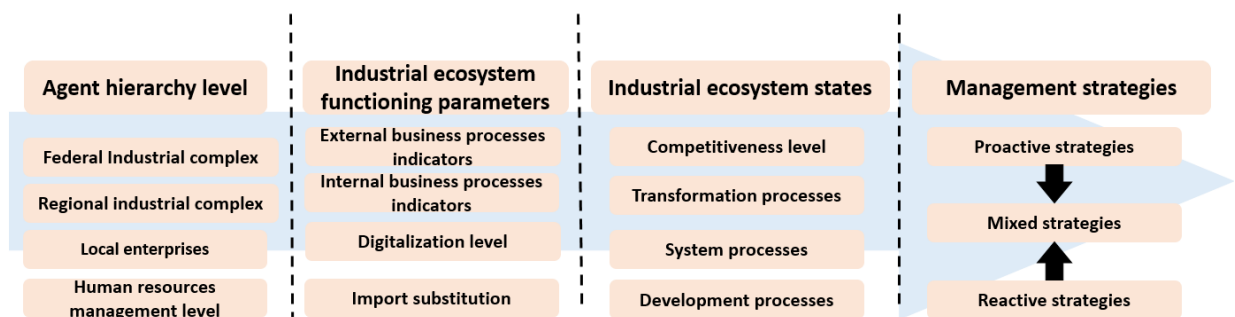 Agent hierarchy level
Federal Industrial complex
Regional industrial complex
Local enterprises
Human resources
management level
Industrial ecosystem
functioning parameters
External business processes
indicators
Internal business processes
indicators
Digitalization level
Import substitution
Industrial ecosystem states
Competitiveness level
Transformation processes
System processes
Development processes
Management strategies
Proactive strategies
Mixed strategies
Reactive strategies